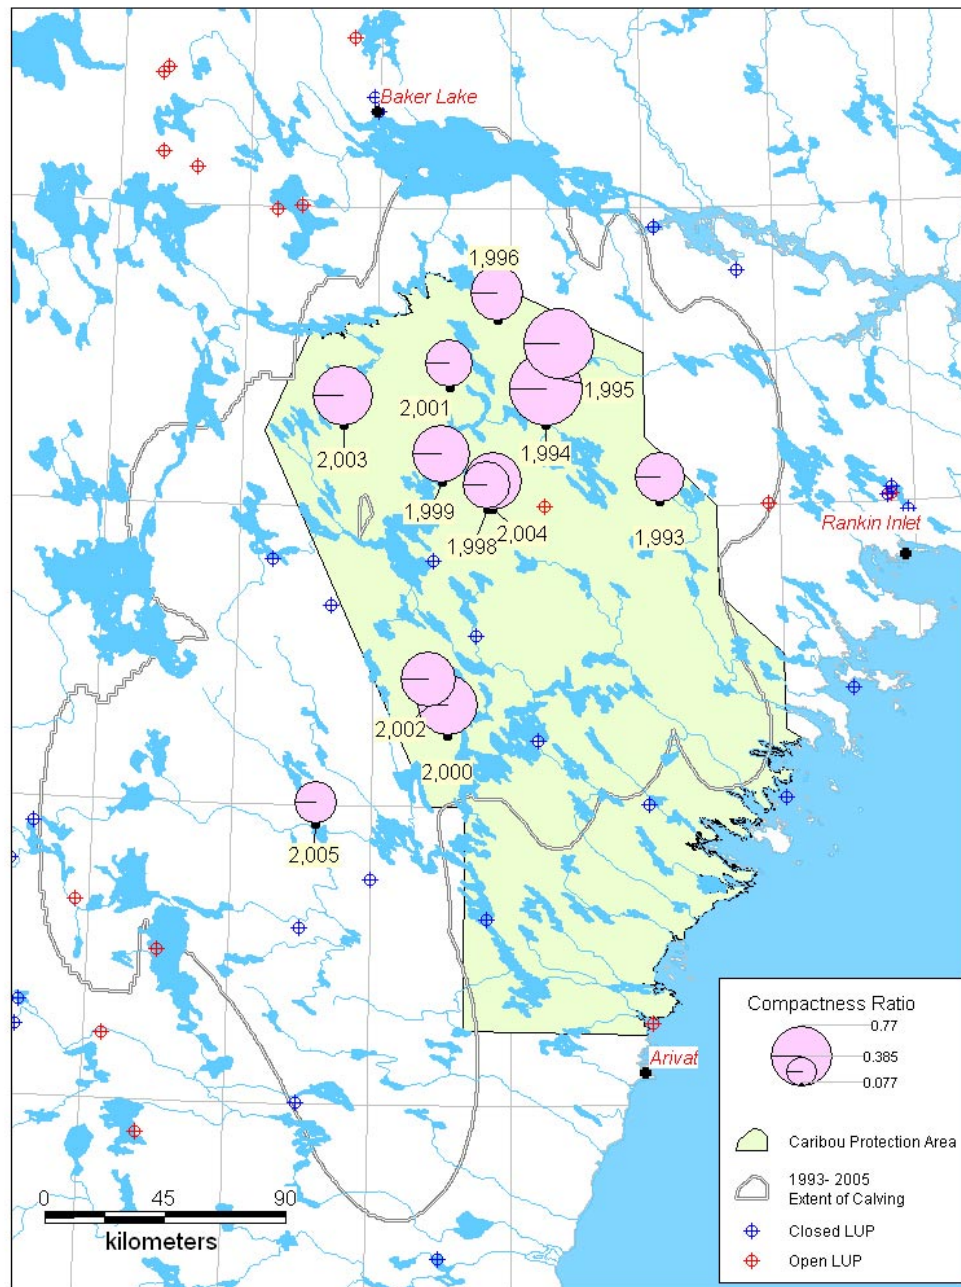 Baker Lake
1,996
1,995
2,001
1,994
2,003
1,999
1,998
2,004
1,993
Rankin Inlet
2,002
2,000
2,005
Arivat
Compactness Ratio
0.77
0.385
0.077
Caribou Protection Area
1993- 2005
Extent of Calving
Closed LUP
Open LUP
0 45 90
kilometers